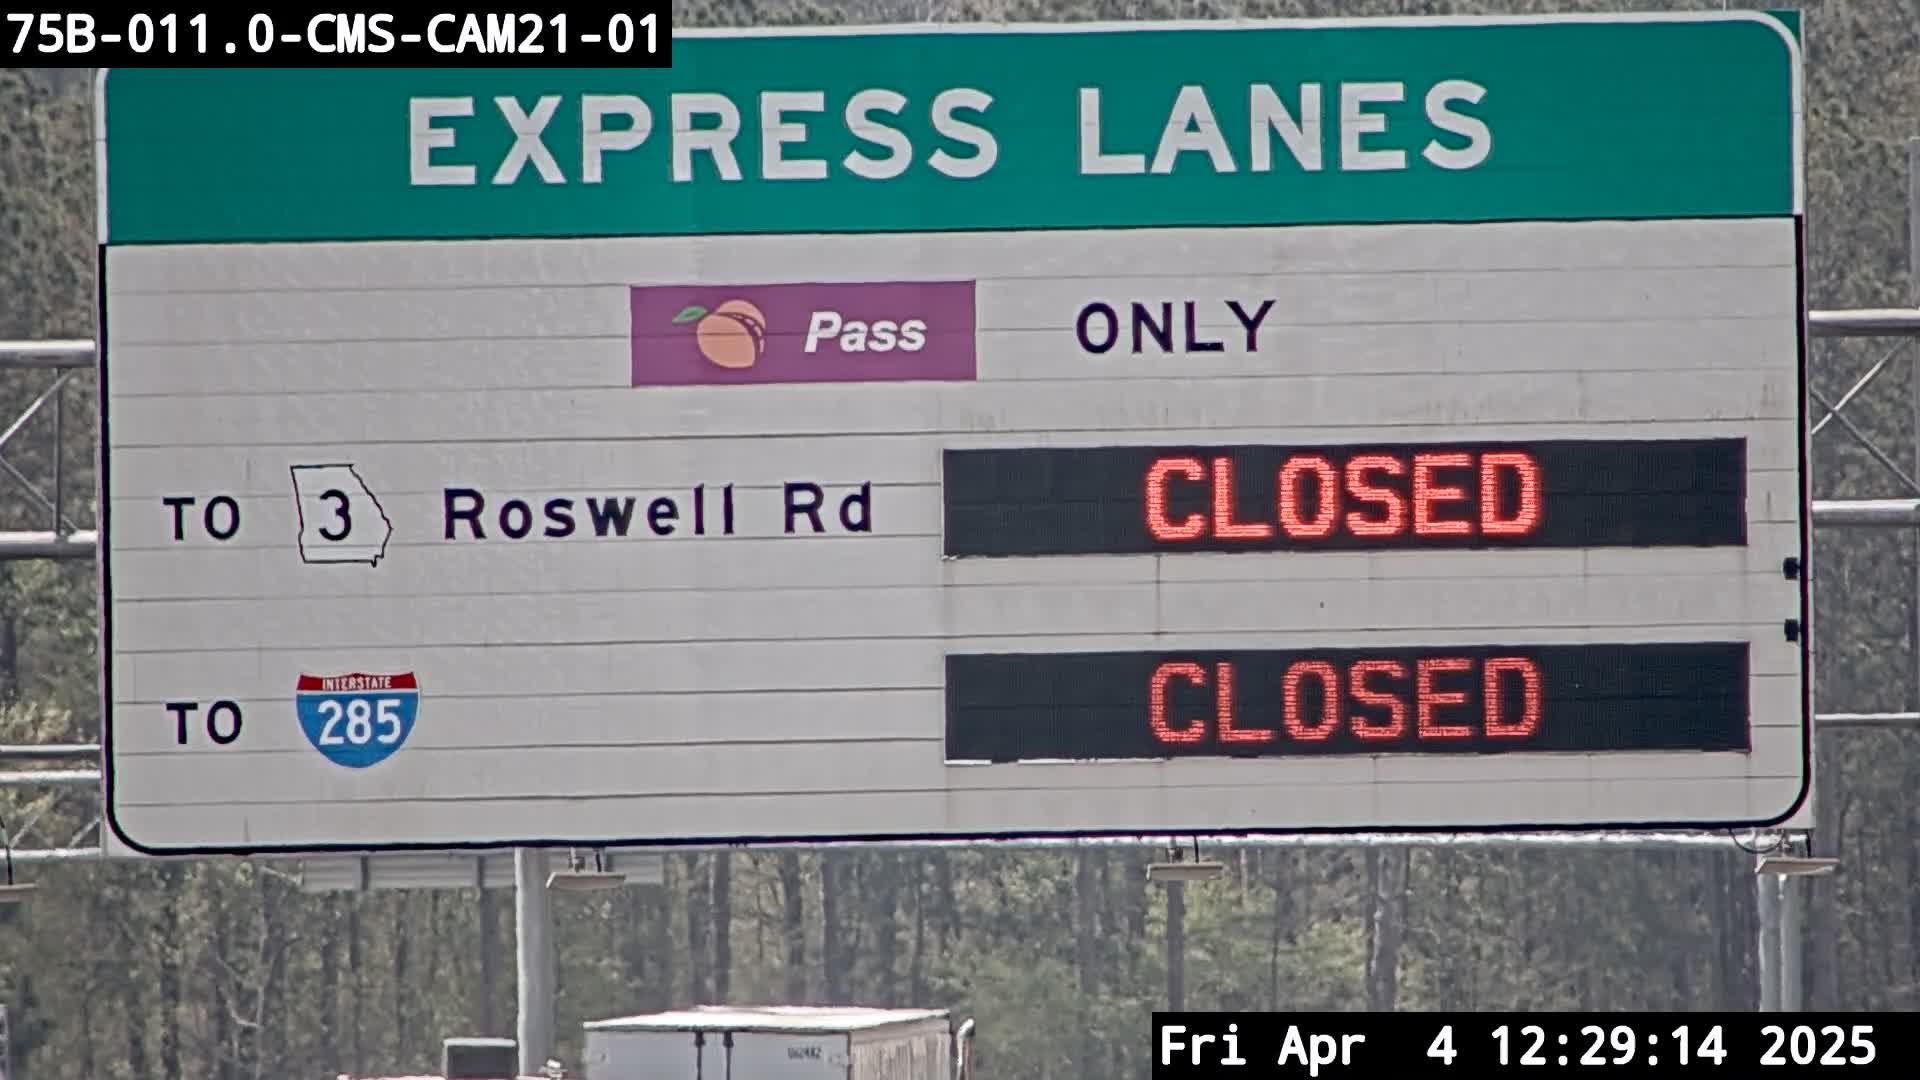 75B-011.0-CMS-CAM21-01
EXPRESS LANES
Pass ONLY
TO 3 Roswell Rd CLOSED
INTERSTATE
TO 285 CLOSED
Fri Apr 4 12:29:14 2025